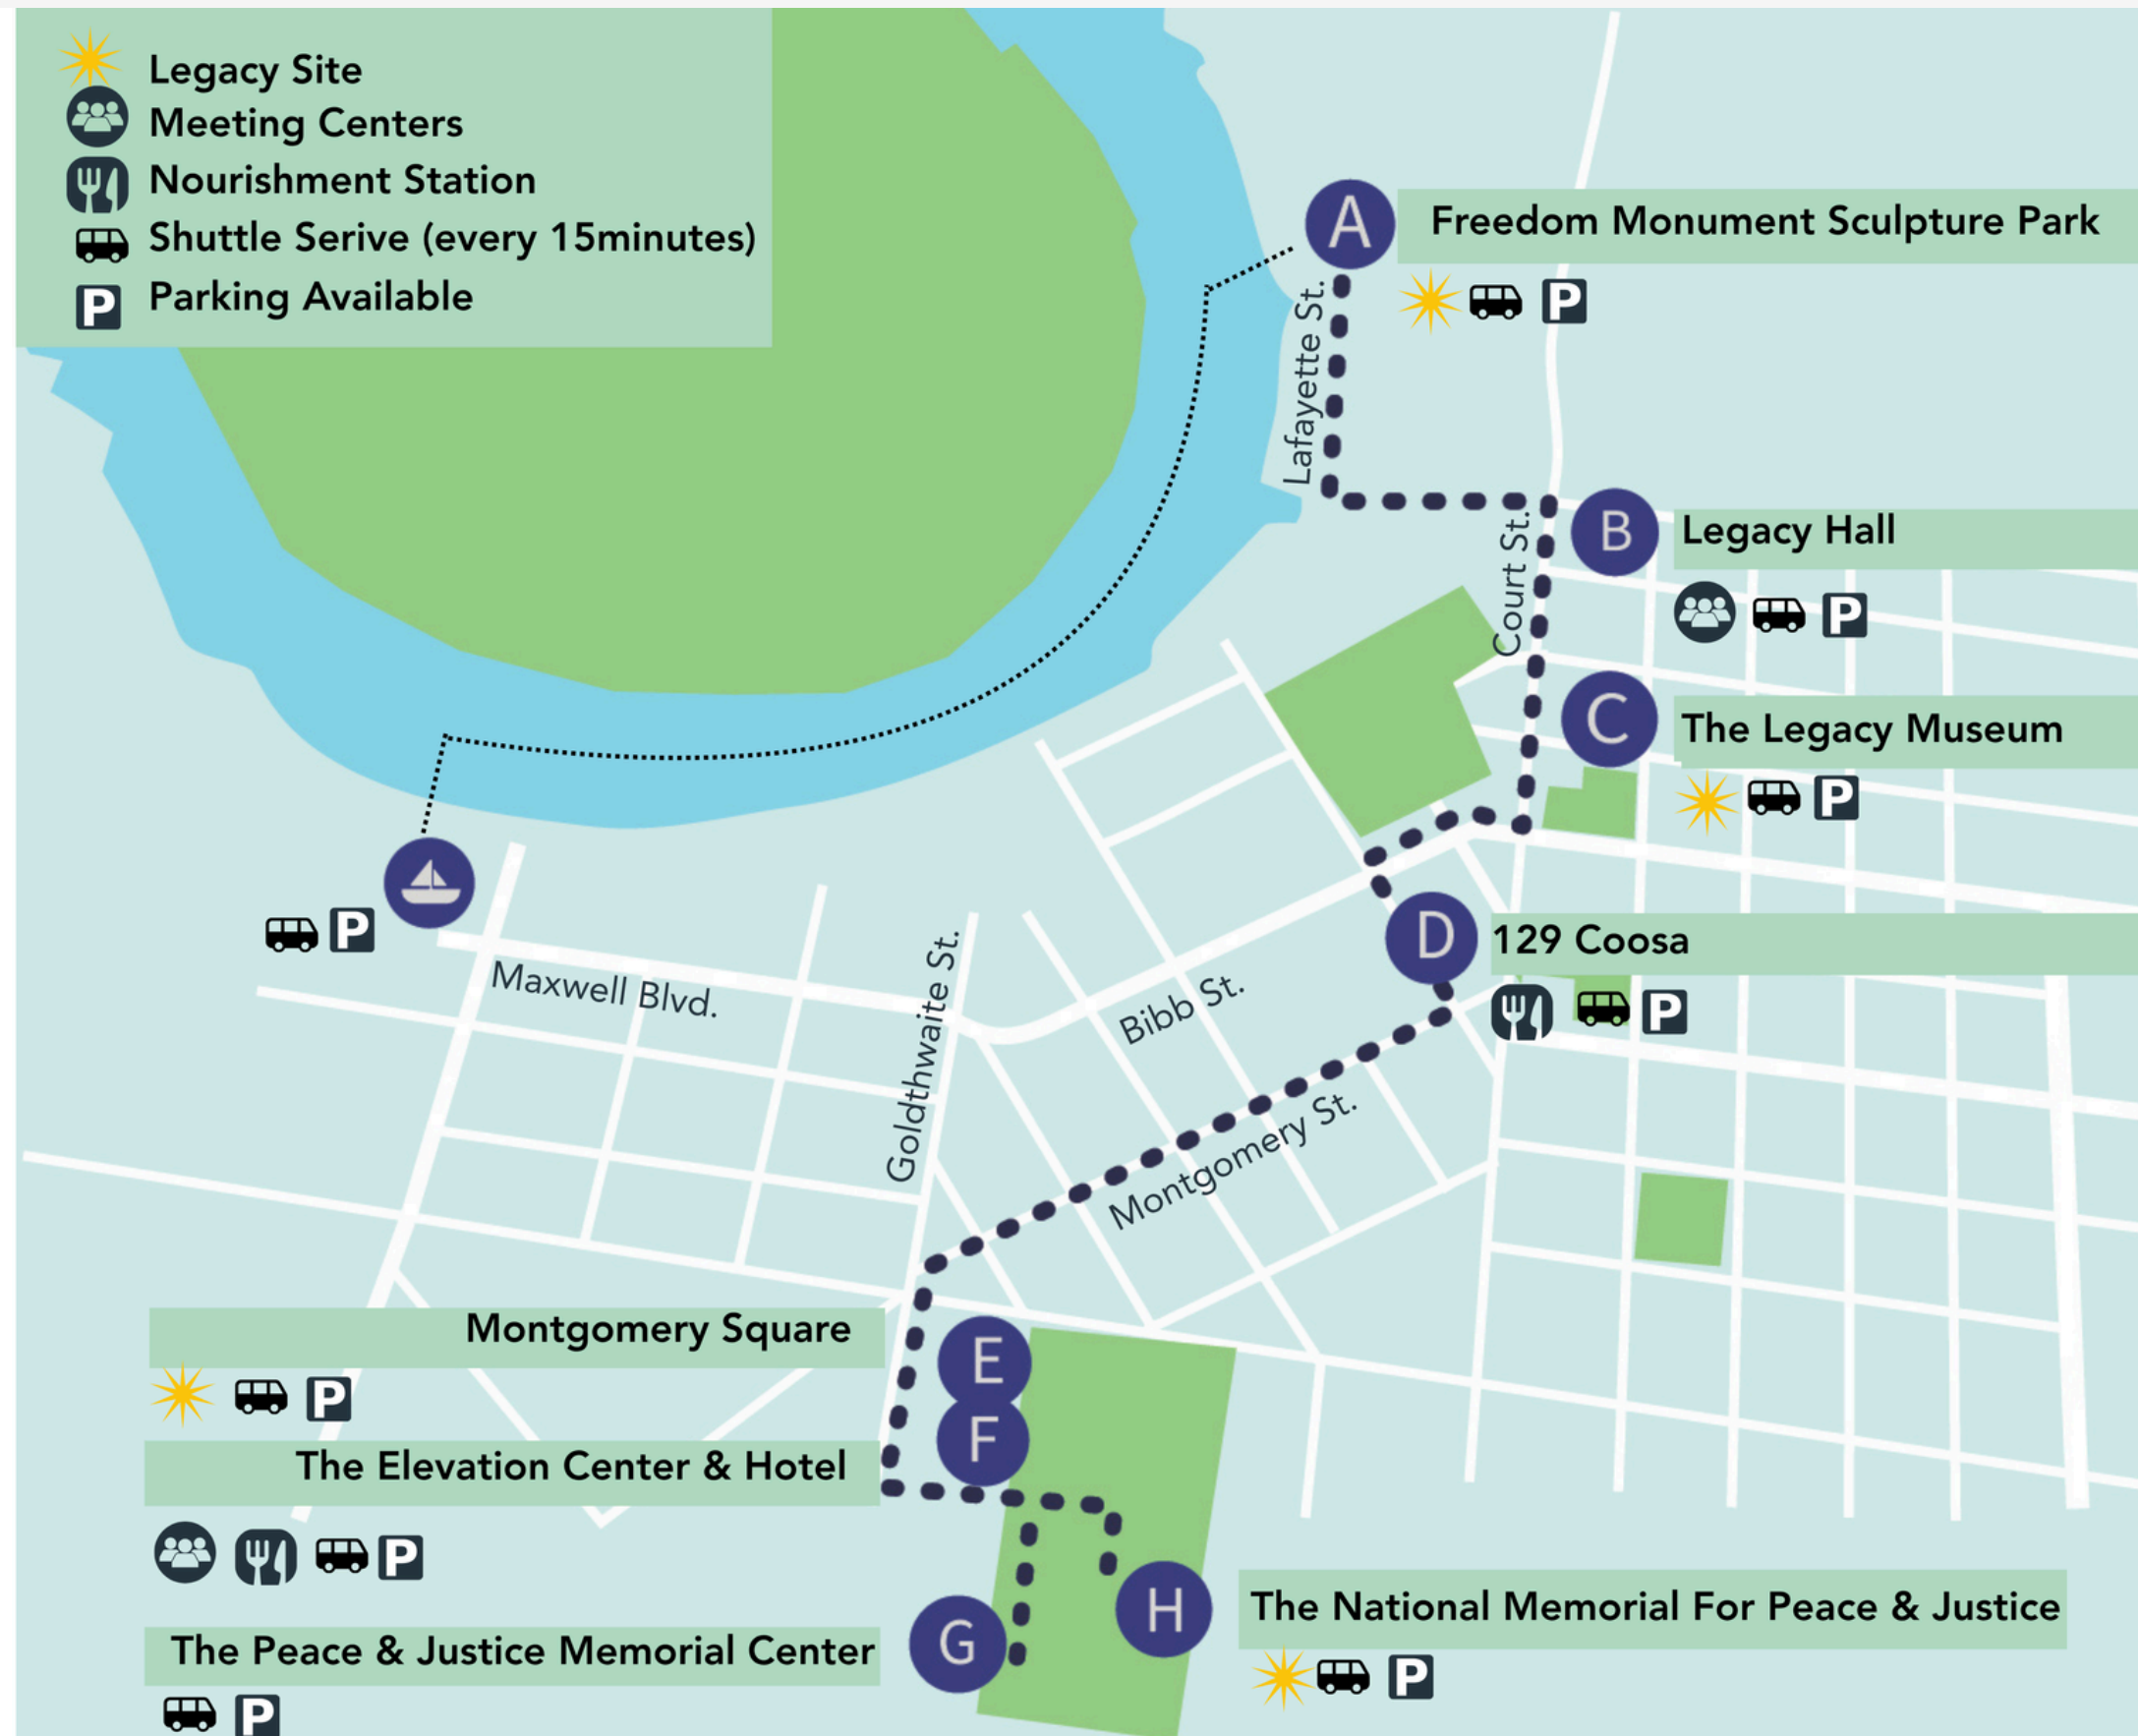 Legacy Site
Meeting Centers
Nourishment Station
Shuttle Serive (every 15minutes)
P Parking Available
A Freedom Monument Sculpture Park
P
Lafayette St.
B Legacy Hall
P
Court St.
C The Legacy Museum
P
D 129 Coosa
P
P
Maxwell Blvd.
Goldthwaite St.
Bibb St.
Montgomery St.
Montgomery Square E
P
The Elevation Center & Hotel F
P
The Peace & Justice Memorial Center G
P
H The National Memorial For Peace & Justice
P